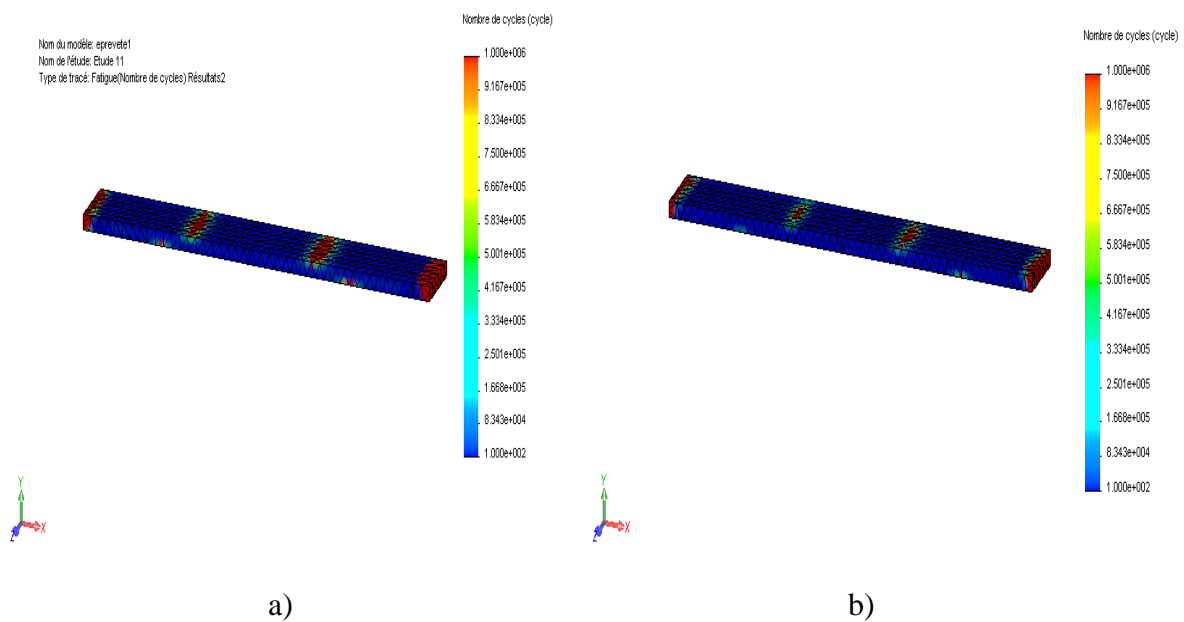 Nombre de cycles (cycle)
Nom du modèle: eprevete1
Nom de l'étude: Etude 11
Type de tracé: Fatigue(Nombre de cycles) Résultats2
1.000e+006
9.167e+005
8.334e+005
7.500e+005
6.667e+005
5.834e+005
5.001e+005
4.167e+005
3.334e+005
2.501e+005
1.668e+005
8.343e+004
1.000e+002
Y
X
Z
a)
Nombre de cycles (cycle)
1.000e+006
9.167e+005
8.334e+005
7.500e+005
6.667e+005
5.834e+005
5.001e+005
4.167e+005
3.334e+005
2.501e+005
1.668e+005
8.343e+004
1.000e+002
Y
X
Z
b)